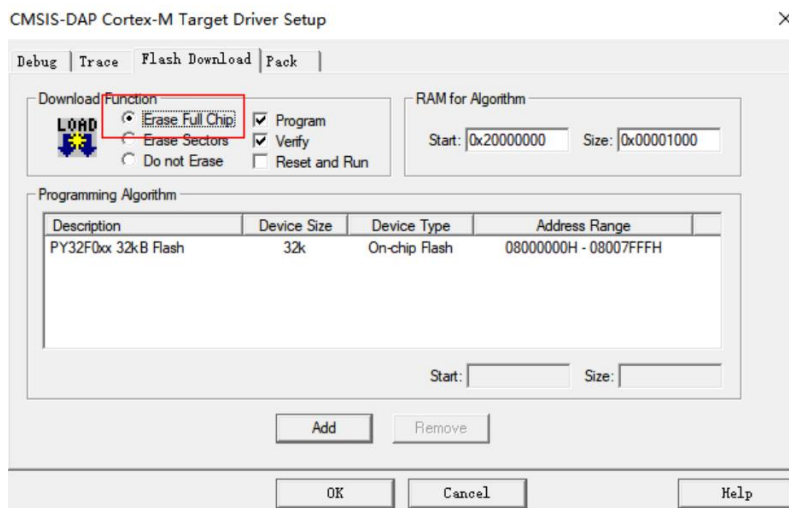 CMSIS-DAP Cortex-M Target Driver Setup
Debug Trace Flash Download Pack
Download Function
LOAD
Erase Full Chip
Erase Sectors
Do not Erase
Program
Verify
Reset and Run
RAM for Algorithm
Start: 0x20000000 Size: 0x00001000
Programming Algorithm
Description Device Size Device Type Address Range
PY32F0xx 32kB Flash 32k On-chip Flash 08000000H - 08007FFFH
Start: Size:
Add Remove
OK Cancel Help